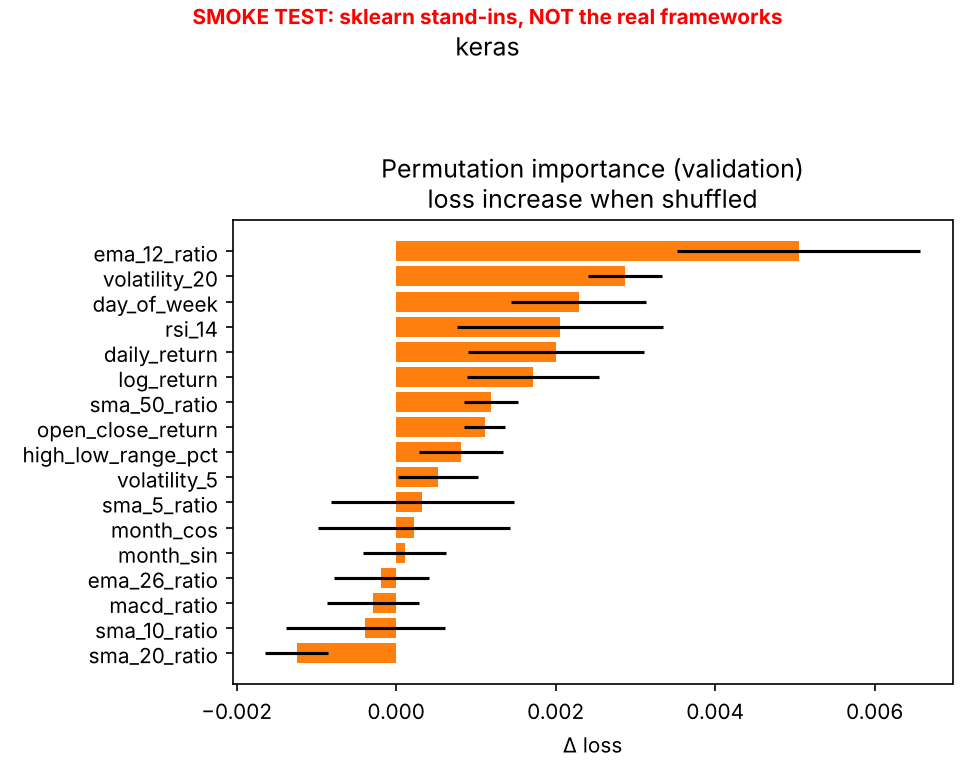 SMOKE TEST: sklearn stand-ins, NOT the real frameworks
keras
Permutation importance (validation)
loss increase when shuffled
ema_12_ratio
volatility_20
day_of_week
rsi_14
daily_return
log_return
sma_50_ratio
open_close_return
high_low_range_pct
volatility_5
sma_5_ratio
month_cos
month_sin
ema_26_ratio
macd_ratio
sma_10_ratio
sma_20_ratio
−0.002 0.000 0.002 0.004 0.006
Δ loss